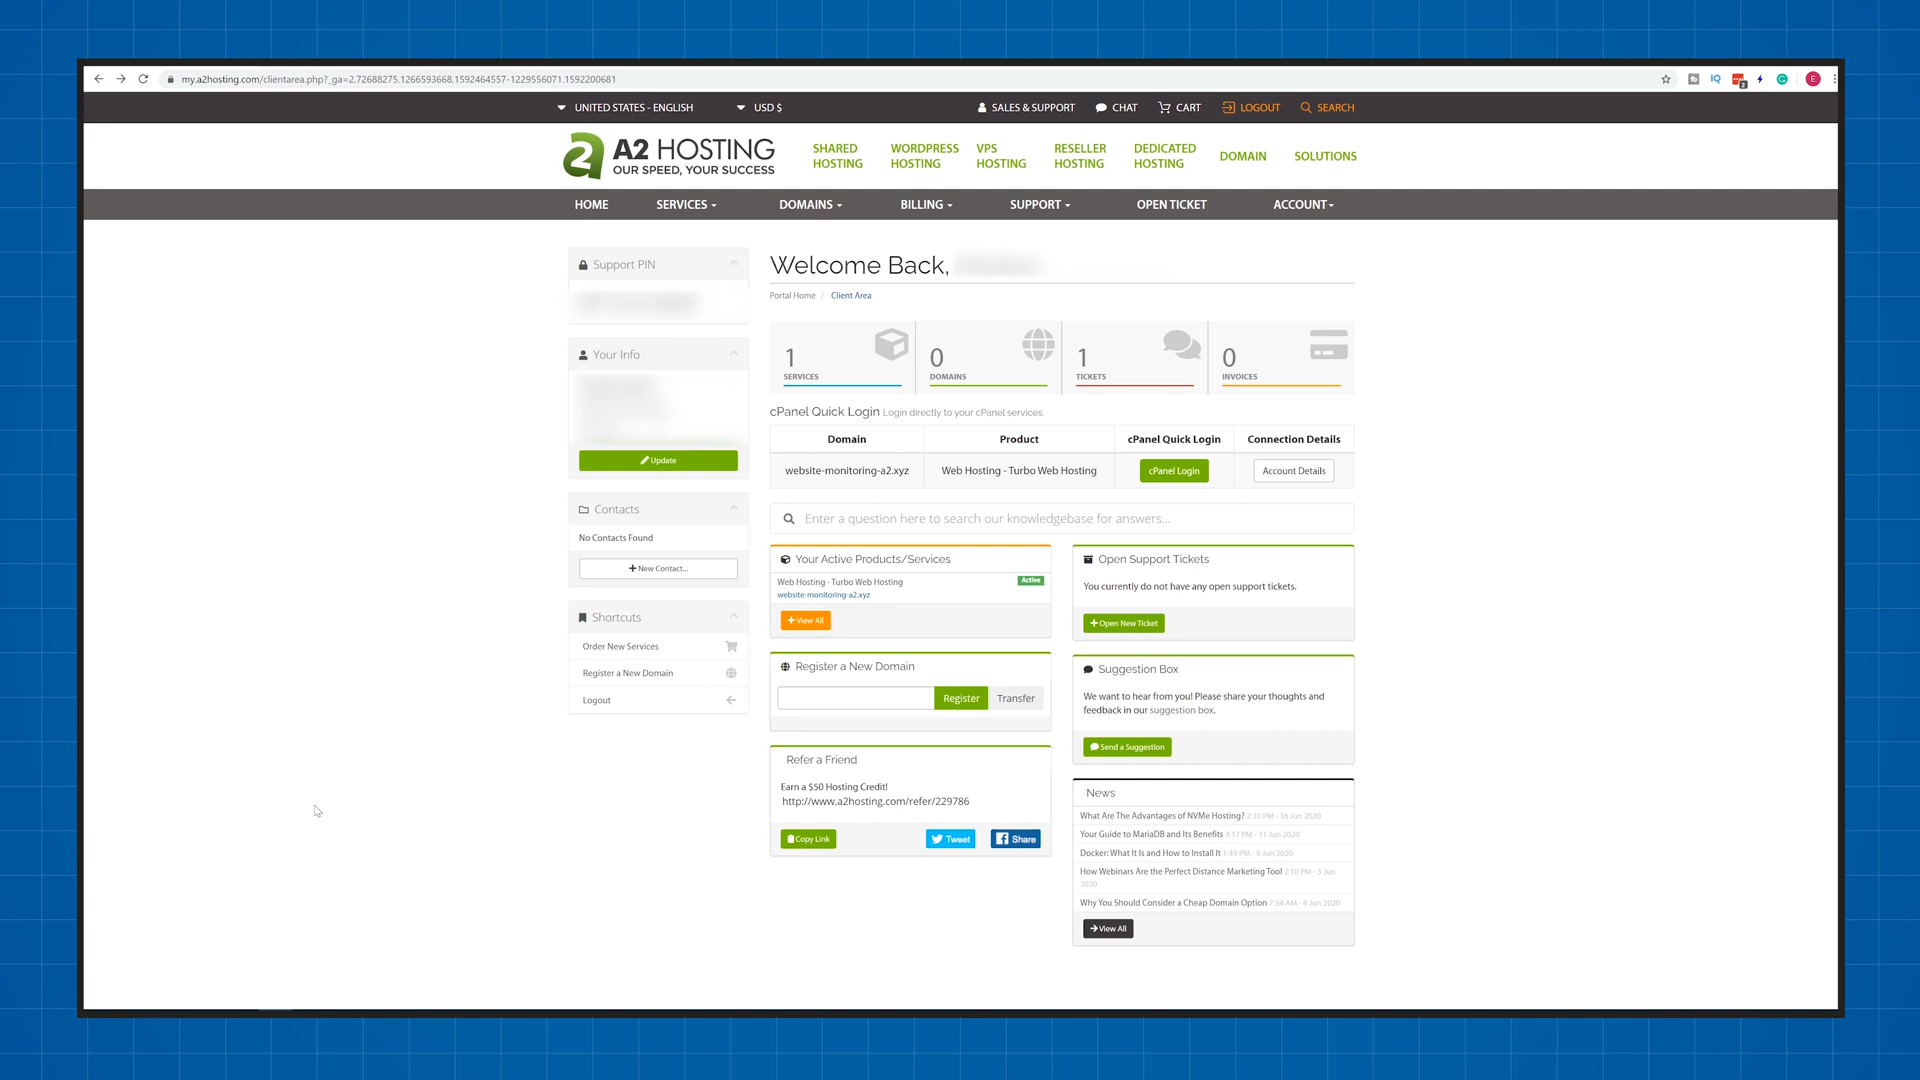 my.a2hosting.com/clientarea.php?_ga=2.72688275.1266593668.1592464557-1229556071.1592200681
IQ
2
E
UNITED STATES - ENGLISH
USD $
SALES & SUPPORT
CHAT
CART
LOGOUT
SEARCH
A2 HOSTING
OUR SPEED, YOUR SUCCESS
SHARED
HOSTING
WORDPRESS
HOSTING
VPS
HOSTING
RESELLER
HOSTING
DEDICATED
HOSTING
DOMAIN
SOLUTIONS
HOME
SERVICES
DOMAINS
BILLING
SUPPORT
OPEN TICKET
ACCOUNT
Support PIN
Your Info
Update
Contacts
No Contacts Found
New Contact...
Shortcuts
Order New Services
Register a New Domain
Logout
Welcome Back,
Portal Home / Client Area
1
SERVICES
0
DOMAINS
1
TICKETS
0
INVOICES
cPanel Quick Login Login directly to your cPanel services.
Domain
Product
cPanel Quick Login
Connection Details
website-monitoring-a2.xyz
Web Hosting - Turbo Web Hosting
cPanel Login
Account Details
Enter a question here to search our knowledgebase for answers...
Your Active Products/Services
Web Hosting - Turbo Web Hosting
Active
website-monitoring-a2.xyz
View All
Register a New Domain
Register
Transfer
Refer a Friend
Earn a $50 Hosting Credit!
http://www.a2hosting.com/refer/229786
Copy Link
Tweet
Share
Open Support Tickets
You currently do not have any open support tickets.
Open New Ticket
Suggestion Box
We want to hear from you! Please share your thoughts and
feedback in our suggestion box.
Send a Suggestion
News
What Are The Advantages of NVMe Hosting? 2:10 PM - 16 Jun 2020
Your Guide to MariaDB and Its Benefits 4:17 PM - 11 Jun 2020
Docker: What It Is and How to Install It 1:49 PM - 9 Jun 2020
How Webinars Are the Perfect Distance Marketing Tool 2:10 PM - 5 Jun
2020
Why You Should Consider a Cheap Domain Option 7:34 AM - 4 Jun 2020
View All